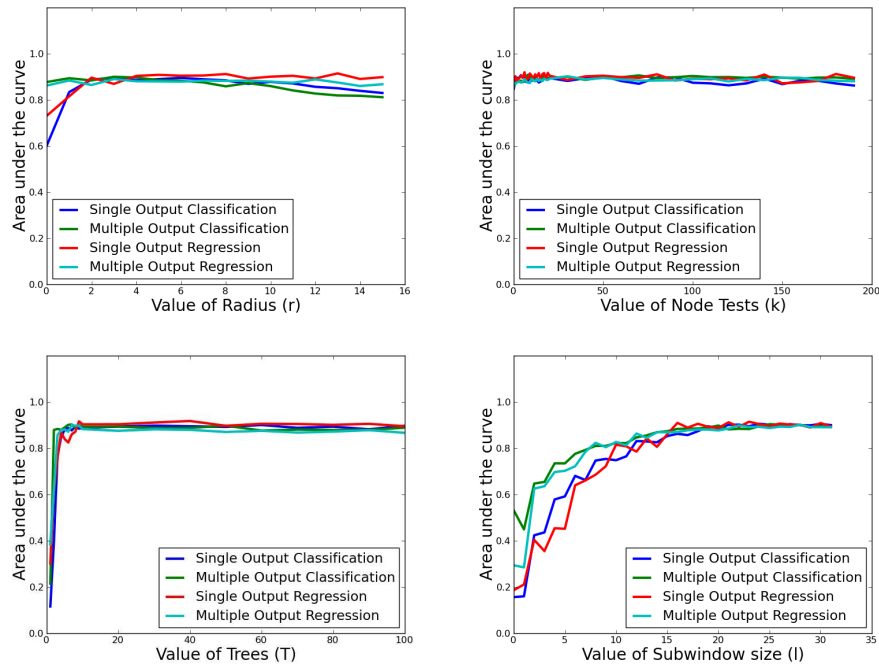 Area under the curve
1.0
0.8
0.6
0.4
0.2
0.0
Single Output Classification
Multiple Output Classification
Single Output Regression
Multiple Output Regression
0 2 4 6 8 10 12 14 16
Value of Radius (r)
Area under the curve
1.0
0.8
0.6
0.4
0.2
0.0
Single Output Classification
Multiple Output Classification
Single Output Regression
Multiple Output Regression
0 50 100 150 200
Value of Node Tests (k)
Area under the curve
1.0
0.8
0.6
0.4
0.2
0.0
Single Output Classification
Multiple Output Classification
Single Output Regression
Multiple Output Regression
0 20 40 60 80 100
Value of Trees (T)
Area under the curve
1.0
0.8
0.6
0.4
0.2
0.0
Single Output Classification
Multiple Output Classification
Single Output Regression
Multiple Output Regression
0 5 10 15 20 25 30 35
Value of Subwindow size (l)